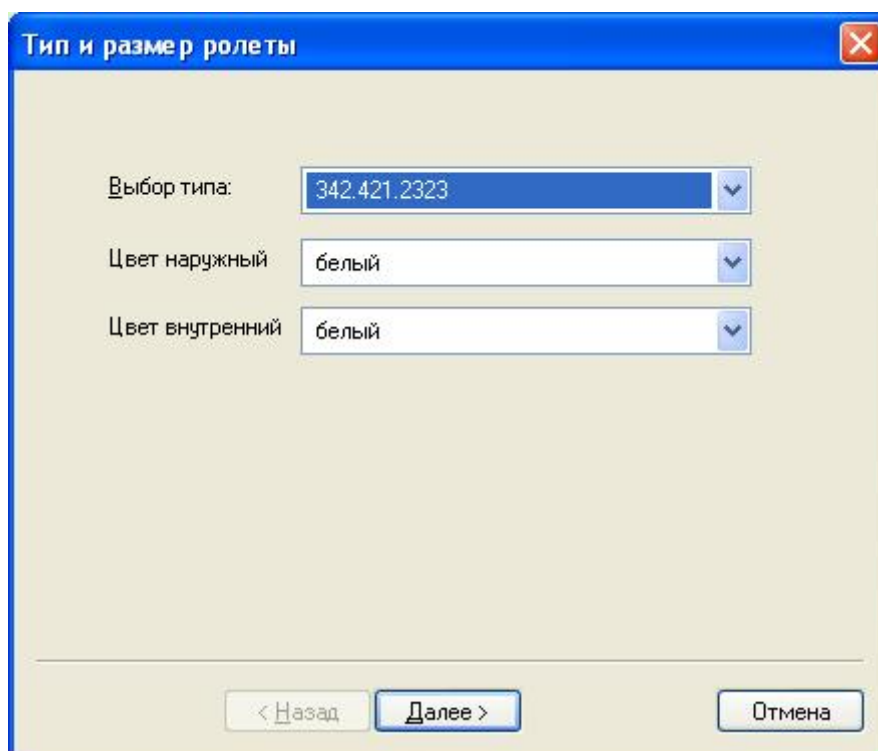 Тип и размер ролеты
Выбор типа: 342.421.2323
Цвет наружный белый
Цвет внутренний белый
< Назад Далее > Отмена